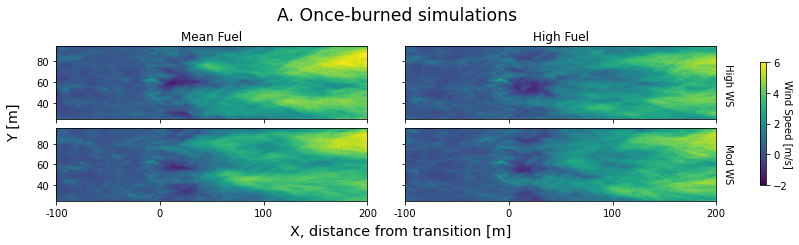 A. Once-burned simulations
Mean Fuel
High Fuel
80
60
40
High WS
80
60
40
Mod WS
Y [m]
-100 0 100 200
-100 0 100 200
X, distance from transition [m]
6
4
2
0
−2
Wind Speed [m/s]